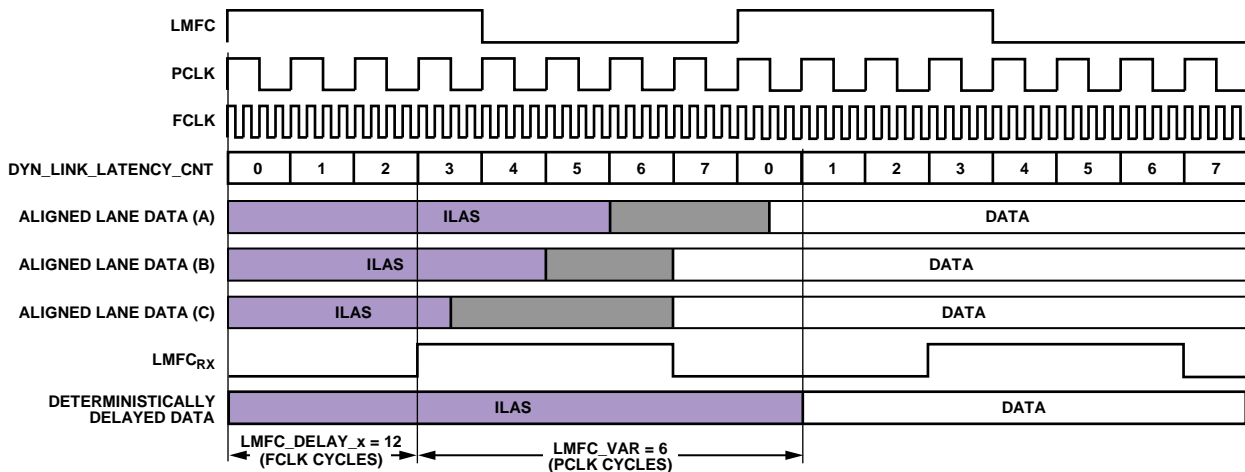 LMFC
PCLK
FCLK
DYN_LINK_LATENCY_CNT 0 1 2 3 4 5 6 7 0 1 2 3 4 5 6 7
ALIGNED LANE DATA (A) ILAS DATA
ALIGNED LANE DATA (B) ILAS DATA
ALIGNED LANE DATA (C) ILAS DATA
LMFCRX
DETERMINISTICALLY
DELAYED DATA ILAS DATA
LMFC_DELAY_x = 12
(FCLK CYCLES)
LMFC_VAR = 6
(PCLK CYCLES)